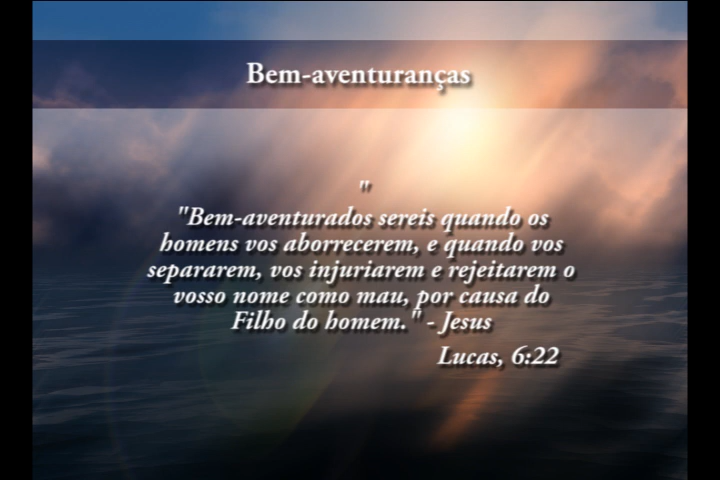 Bem-aventuranças
"
"Bem-aventurados sereis quando os
homens vos aborrecerem, e quando vos
separarem, vos injuriarem e rejeitarem o
vosso nome como mau, por causa do
Filho do homem." - Jesus
Lucas, 6:22